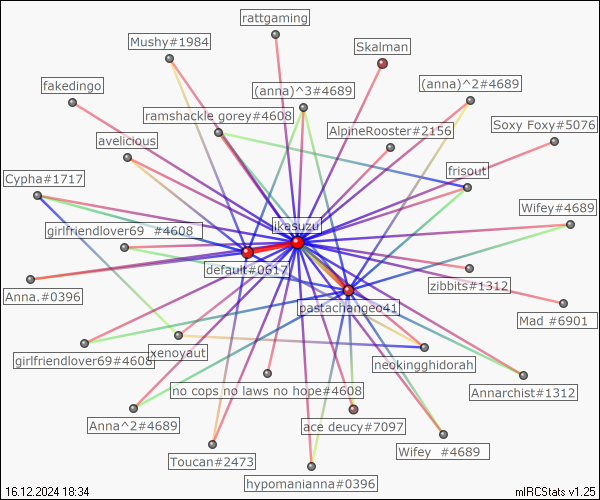 rattgaming
Mushy#1984
Skalman
fakedingo
(anna)^3#4689
(anna)^2#4689
ramshackle gorey#4608
AlpineRooster#2156
Soxy Foxy#5076
avelicious
Cypha#1717
frisout
Wifey#4689
ikasuzu
girlfriendlover69 #4608
default#0617
zibbits#1312
Anna.#0396
pastachangeo41
Mad #6901
xenoyaut
girlfriendlover69#4608
neokingghidorah
no cops no laws no hope#4608
Annarchist#1312
Anna^2#4689
ace deucy#7097
Wifey #4689
Toucan#2473
hypomanianna#0396
16.12.2024 18:34
mIRCStats v1.25